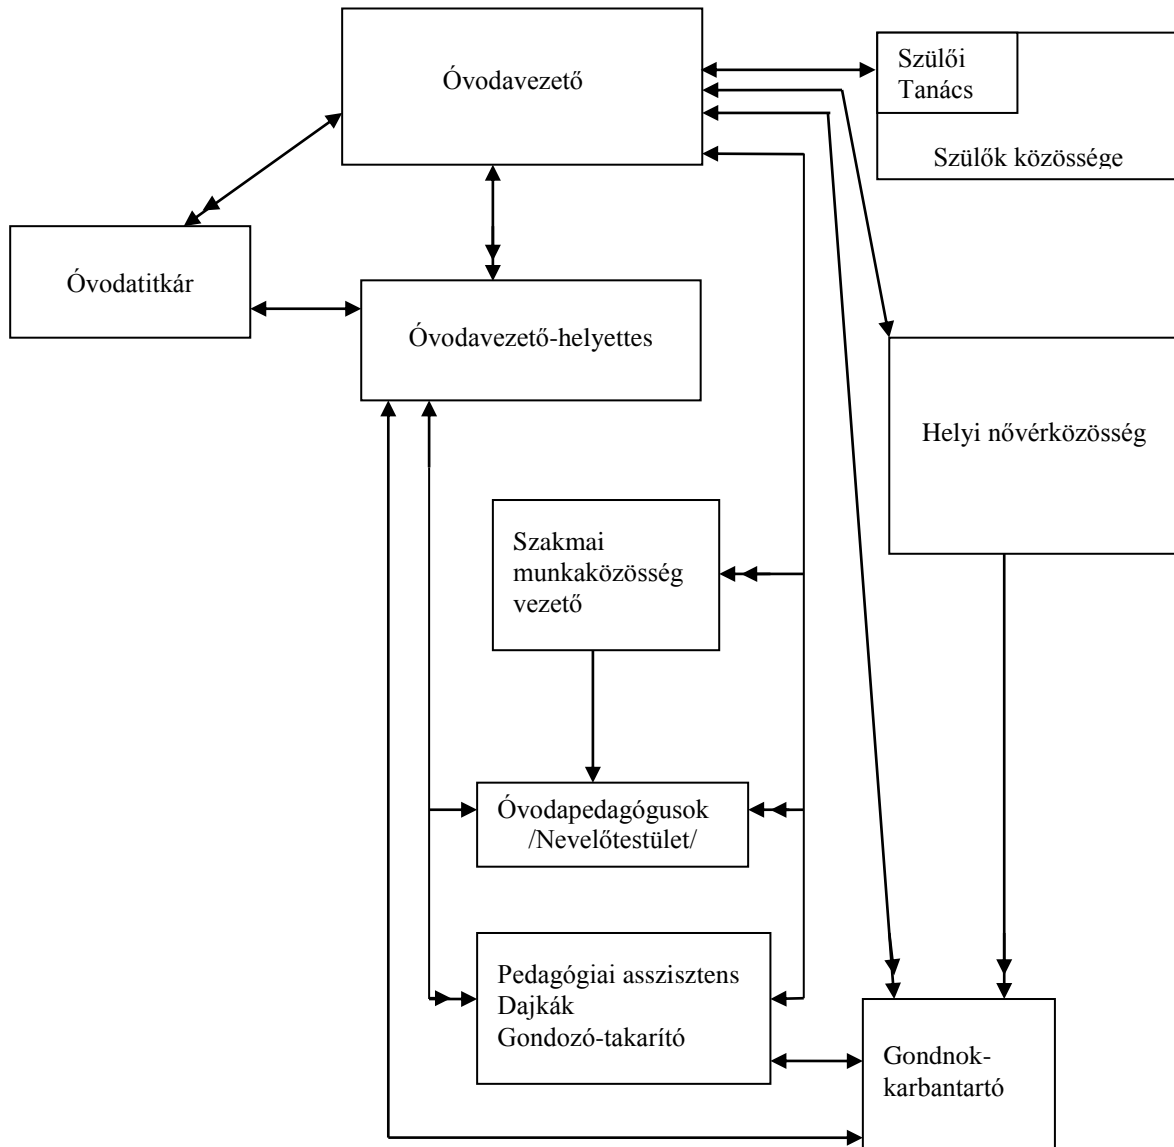 Óvodavezető
Szülői
Tanács
Szülők közössége
Óvodatitkár
Óvodavezető-helyettes
Helyi nővérközösség
Szakmai
munkaközösség
vezető
Óvodapedagógusok
/Nevelőtestület/
Pedagógiai asszisztens
Dajkák
Gondozó-takarító
Gondnok-
karbantartó